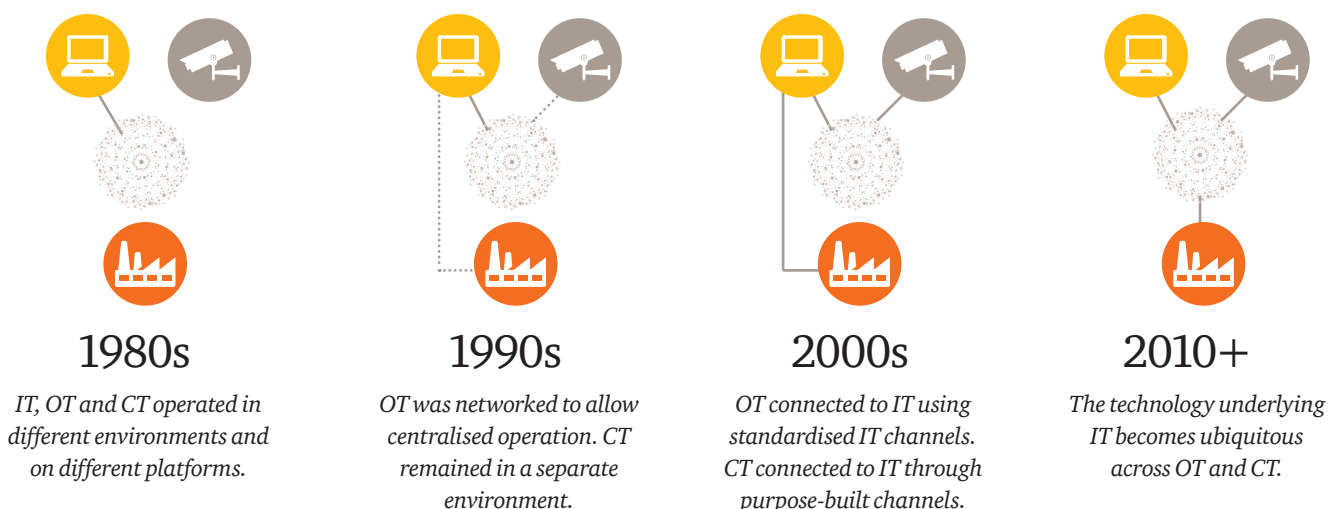 1980s
IT, OT and CT operated in
different environments and
on different platforms.
1990s
OT was networked to allow
centralised operation. CT
remained in a separate
environment.
2000s
OT connected to IT using
standardised IT channels.
CT connected to IT through
purpose-built channels.
2010+
The technology underlying
IT becomes ubiquitous
across OT and CT.